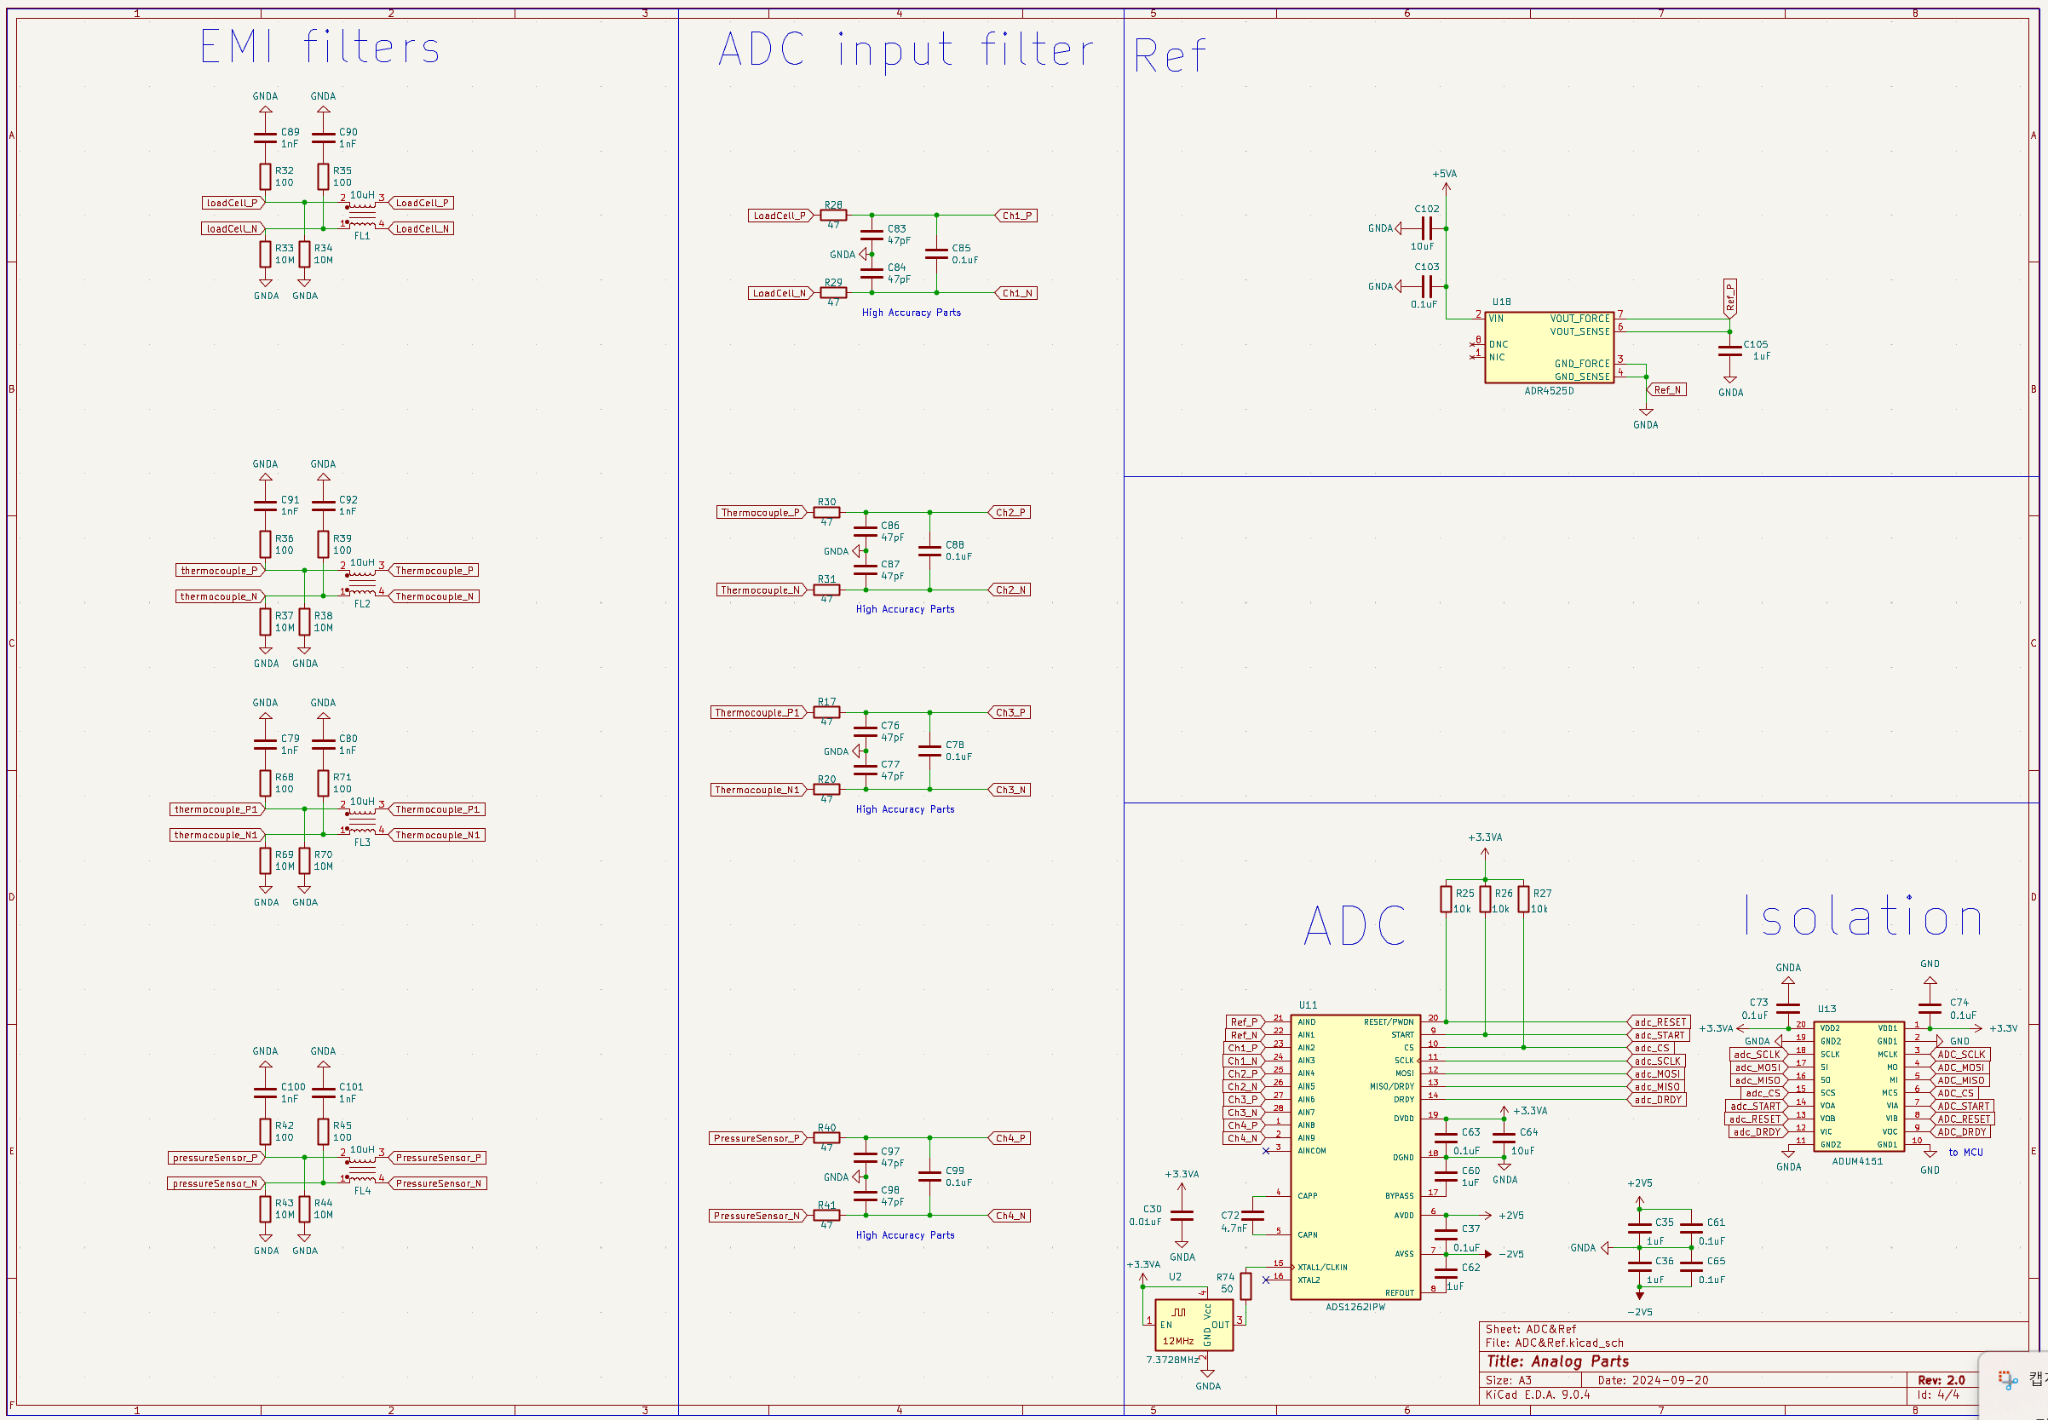 1 2 3 4 5 6 7 8
EMI filters
ADC input filter
Ref
A
B
C
D
E
F
GNDA GNDA
C89 1nF
C90 1nF
R32 100
R35 100
loadCell_P
2 10uH 3
LoadCell_P
loadCell_N
1 4
LoadCell_N
FL1
R33 10M
R34 10M
GNDA GNDA
GNDA GNDA
C91 1nF
C92 1nF
R36 100
R39 100
thermocouple_P
2 10uH 3
Thermocouple_P
thermocouple_N
1 4
Thermocouple_N
FL2
R37 10M
R38 10M
GNDA GNDA
GNDA GNDA
C79 1nF
C80 1nF
R68 100
R71 100
thermocouple_P1
2 10uH 3
Thermocouple_P1
thermocouple_N1
1 4
Thermocouple_N1
FL3
R69 10M
R70 10M
GNDA GNDA
GNDA GNDA
C100 1nF
C101 1nF
R42 100
R45 100
pressureSensor_P
2 10uH 3
PressureSensor_P
pressureSensor_N
1 4
PressureSensor_N
FL4
R43 10M
R44 10M
GNDA GNDA
LoadCell_P
R28 47
Ch1_P
C83 47pF
GNDA
C84 47pF
C85 0.1uF
LoadCell_N
R29 47
Ch1_N
High Accuracy Parts
Thermocouple_P
R30 47
Ch2_P
C86 47pF
GNDA
C87 47pF
C88 0.1uF
Thermocouple_N
R31 47
Ch2_N
High Accuracy Parts
Thermocouple_P1
R17 47
Ch3_P
C76 47pF
GNDA
C77 47pF
C78 0.1uF
Thermocouple_N1
R20 47
Ch3_N
High Accuracy Parts
PressureSensor_P
R40 47
Ch4_P
C97 47pF
GNDA
C98 47pF
C99 0.1uF
PressureSensor_N
R41 47
Ch4_N
High Accuracy Parts
+5VA
C102
GNDA
10uF
C103
GNDA
0.1uF
U18
2 VIN
8 DNC
1 NIC
VOUT_FORCE 7
VOUT_SENSE 6
GND_FORCE 3
GND_SENSE 4
ADR4525D
Ref_P
C105 1uF
GNDA
Ref_N
GNDA
ADC
+3.3VA
R25 10k
R26 10k
R27 10k
U11
Ref_P 21 AIN0
Ref_N 22 AIN1
Ch1_P 23 AIN2
Ch1_N 24 AIN3
Ch2_P 25 AIN4
Ch2_N 26 AIN5
Ch3_P 27 AIN6
Ch3_N 28 AIN7
Ch4_P 1 AIN8
Ch4_N 2 AIN9
3 AINCOM
4 CAPP
5 CAPN
15 XTAL1/CLKIN
16 XTAL2
RESET/PWDN 20 adc_RESET
START 9 adc_START
CS 10 adc_CS
SCLK 11 adc_SCLK
MOSI 12 adc_MOSI
MISO/DRDY 13 adc_MISO
DRDY 14 adc_DRDY
DVDD 19
+3.3VA
C63 0.1uF
C64 10uF
DGND 18
GNDA
C60 1uF
BYPASS 17
AVDD 6
+2V5
C37 0.1uF
AVSS 7
-2V5
C62 1uF
REFOUT 8
ADS1262IPW
+3.3VA
C30 0.01uF
GNDA
C72 4.7nF
+3.3VA
U2
R74 50
1 EN
4 Vcc
OUT 3
GND 2
12MHz
7.3728MHz
GNDA
Isolation
GNDA
C73 0.1uF
+3.3VA
GND
C74 0.1uF
+3.3V
U13
20 VDD2
GNDA 19 GND2
adc_SCLK 18 SCLK
adc_MOSI 17 SI
adc_MISO 16 SO
adc_CS 15 SCS
adc_START 14 VOA
adc_RESET 13 VOB
adc_DRDY 12 VIC
11 GND2
GNDA
VDD1 1
GND1 2 GND
MCLK 3 ADC_SCLK
MO 4 ADC_MOSI
MI 5 ADC_MISO
MCS 6 ADC_CS
VIA 7 ADC_START
VIB 8 ADC_RESET
VOC 9 ADC_DRDY
GND1 10
GND
to MCU
ADUM4151
+2V5
C35 1uF
C61 0.1uF
GNDA
C36 1uF
C65 0.1uF
-2V5
Sheet: ADC&Ref
File: ADC&Ref.kicad_sch
Title: Analog Parts
Size: A3
Date: 2024-09-20
Rev: 2.0
KiCad E.D.A. 9.0.4
Id: 4/4
A
B
C
D
E
1 2 3 4 5 6 7 8